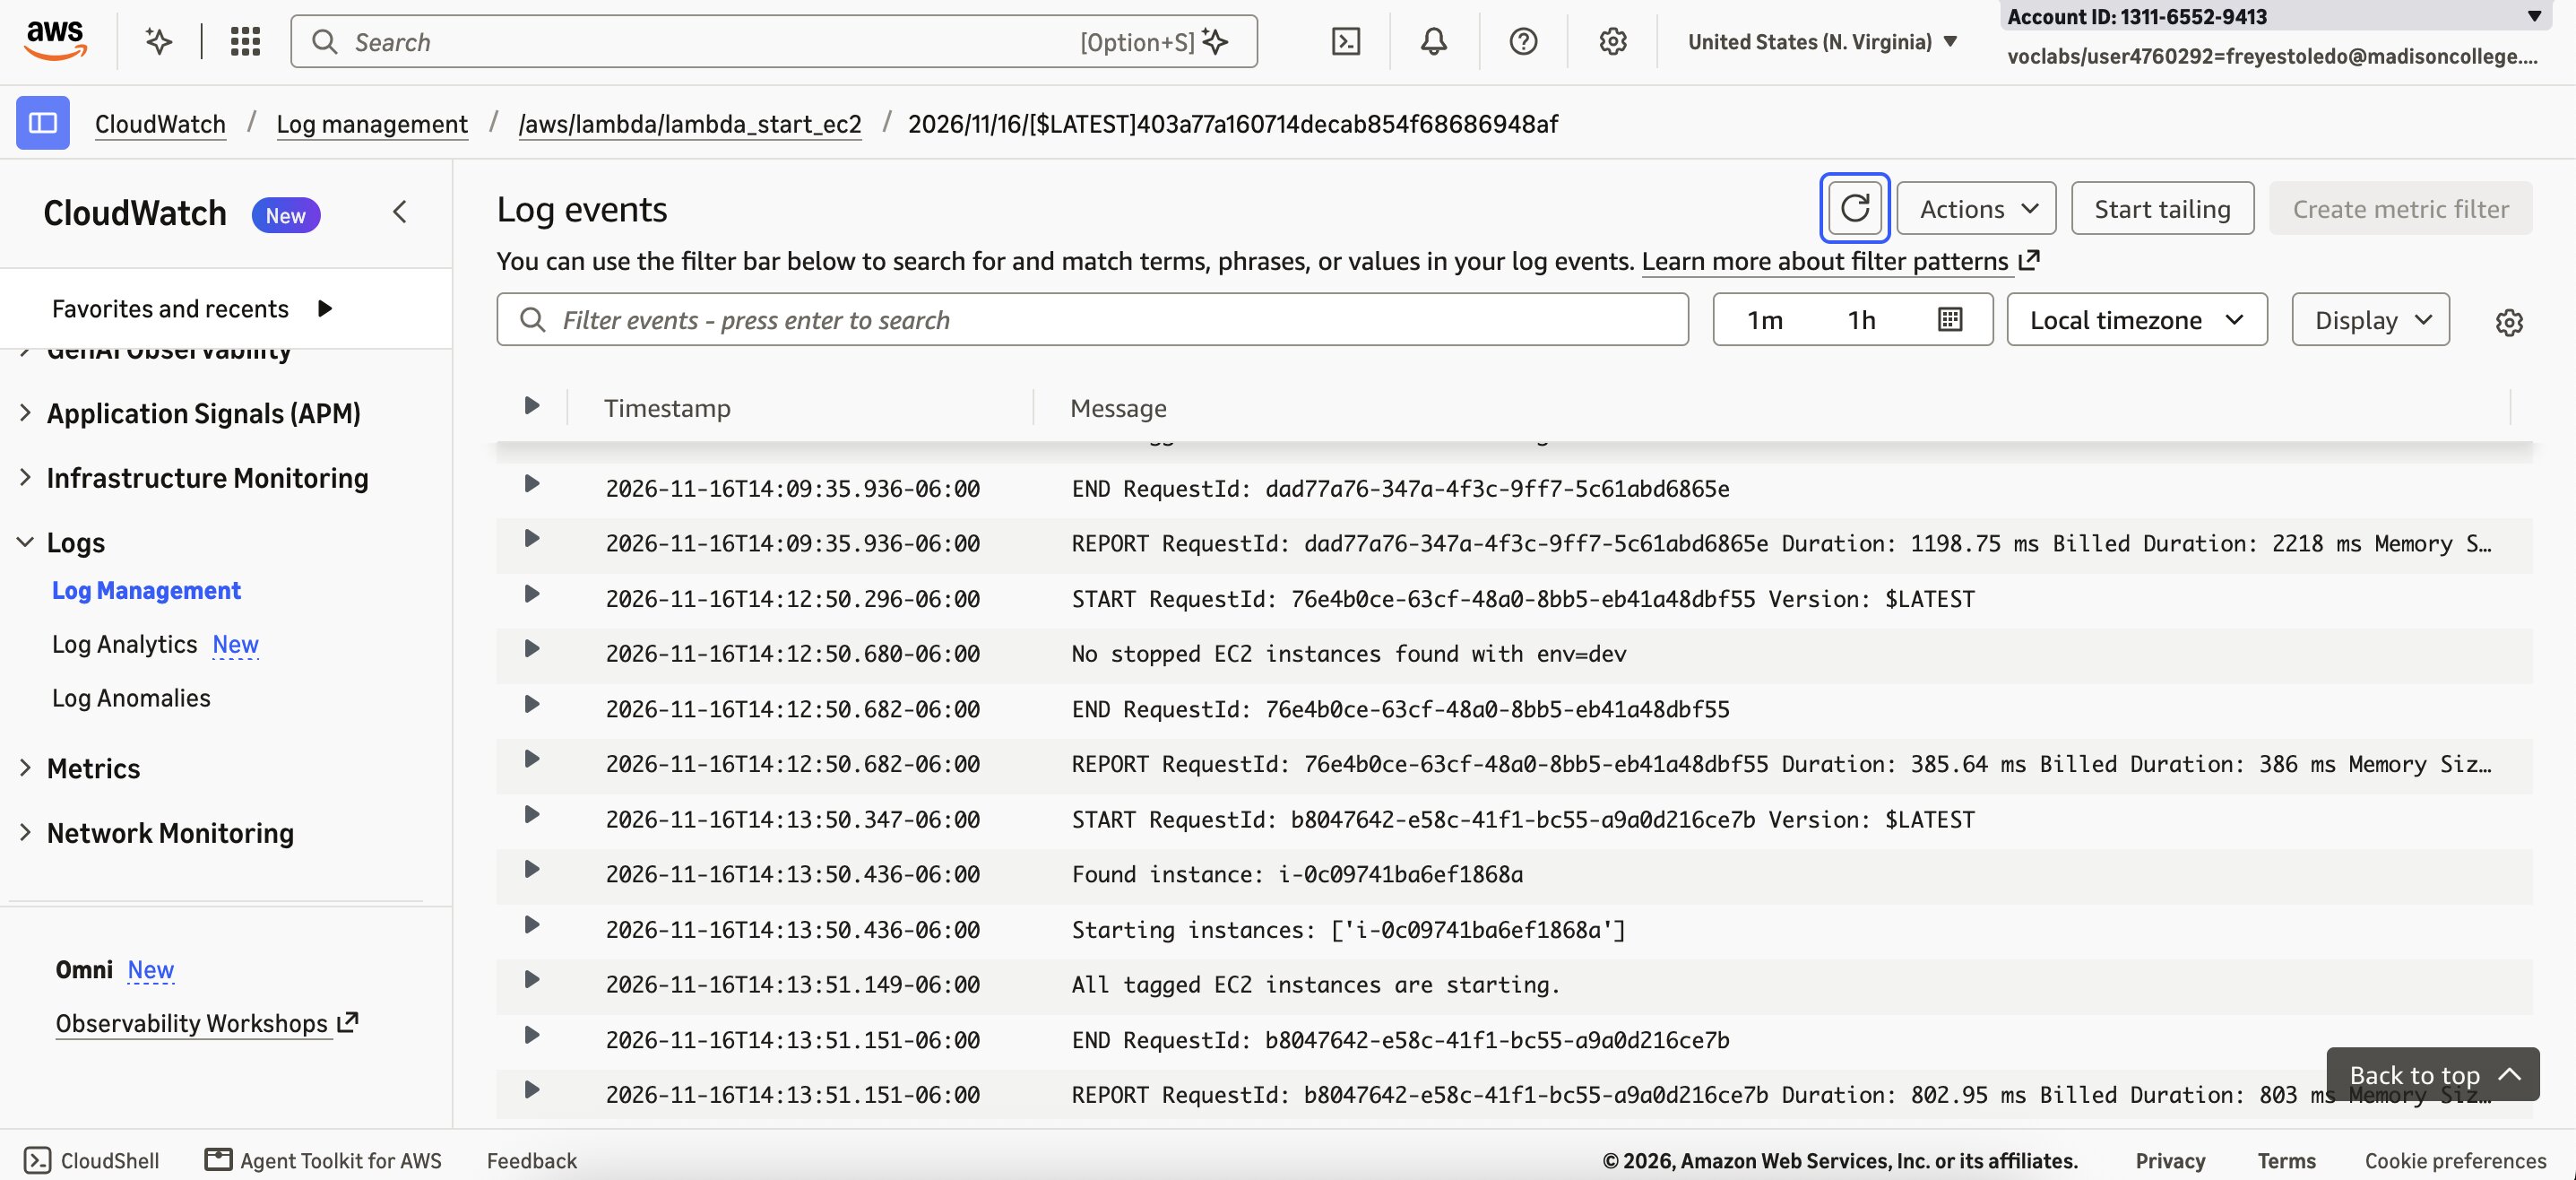 aws
Search [Option+S]
United States (N. Virginia)
Account ID: 1311-6552-9413
voclabs/user4760292=freyestoledo@madisoncollege....
CloudWatch / Log management / /aws/lambda/lambda_start_ec2 / 2026/11/16/[$LATEST]403a77a160714decab854f68686948af
CloudWatch New
Favorites and recents
GenAI Observability
Application Signals (APM)
Infrastructure Monitoring
Logs
Log Management
Log Analytics New
Log Anomalies
Metrics
Network Monitoring
Omni New
Observability Workshops
Log events
Actions
Start tailing
Create metric filter
You can use the filter bar below to search for and match terms, phrases, or values in your log events. Learn more about filter patterns
Filter events - press enter to search
1m 1h
Local timezone
Display
Timestamp Message
2026-11-16T14:09:35.936-06:00 END RequestId: dad77a76-347a-4f3c-9ff7-5c61abd6865e
2026-11-16T14:09:35.936-06:00 REPORT RequestId: dad77a76-347a-4f3c-9ff7-5c61abd6865e Duration: 1198.75 ms Billed Duration: 2218 ms Memory S…
2026-11-16T14:12:50.296-06:00 START RequestId: 76e4b0ce-63cf-48a0-8bb5-eb41a48dbf55 Version: $LATEST
2026-11-16T14:12:50.680-06:00 No stopped EC2 instances found with env=dev
2026-11-16T14:12:50.682-06:00 END RequestId: 76e4b0ce-63cf-48a0-8bb5-eb41a48dbf55
2026-11-16T14:12:50.682-06:00 REPORT RequestId: 76e4b0ce-63cf-48a0-8bb5-eb41a48dbf55 Duration: 385.64 ms Billed Duration: 386 ms Memory Siz…
2026-11-16T14:13:50.347-06:00 START RequestId: b8047642-e58c-41f1-bc55-a9a0d216ce7b Version: $LATEST
2026-11-16T14:13:50.436-06:00 Found instance: i-0c09741ba6ef1868a
2026-11-16T14:13:50.436-06:00 Starting instances: ['i-0c09741ba6ef1868a']
2026-11-16T14:13:51.149-06:00 All tagged EC2 instances are starting.
2026-11-16T14:13:51.151-06:00 END RequestId: b8047642-e58c-41f1-bc55-a9a0d216ce7b
2026-11-16T14:13:51.151-06:00 REPORT RequestId: b8047642-e58c-41f1-bc55-a9a0d216ce7b Duration: 802.95 ms Billed Duration: 803 ms Memory Siz…
Back to top
CloudShell
Agent Toolkit for AWS
Feedback
© 2026, Amazon Web Services, Inc. or its affiliates.
Privacy
Terms
Cookie preferences